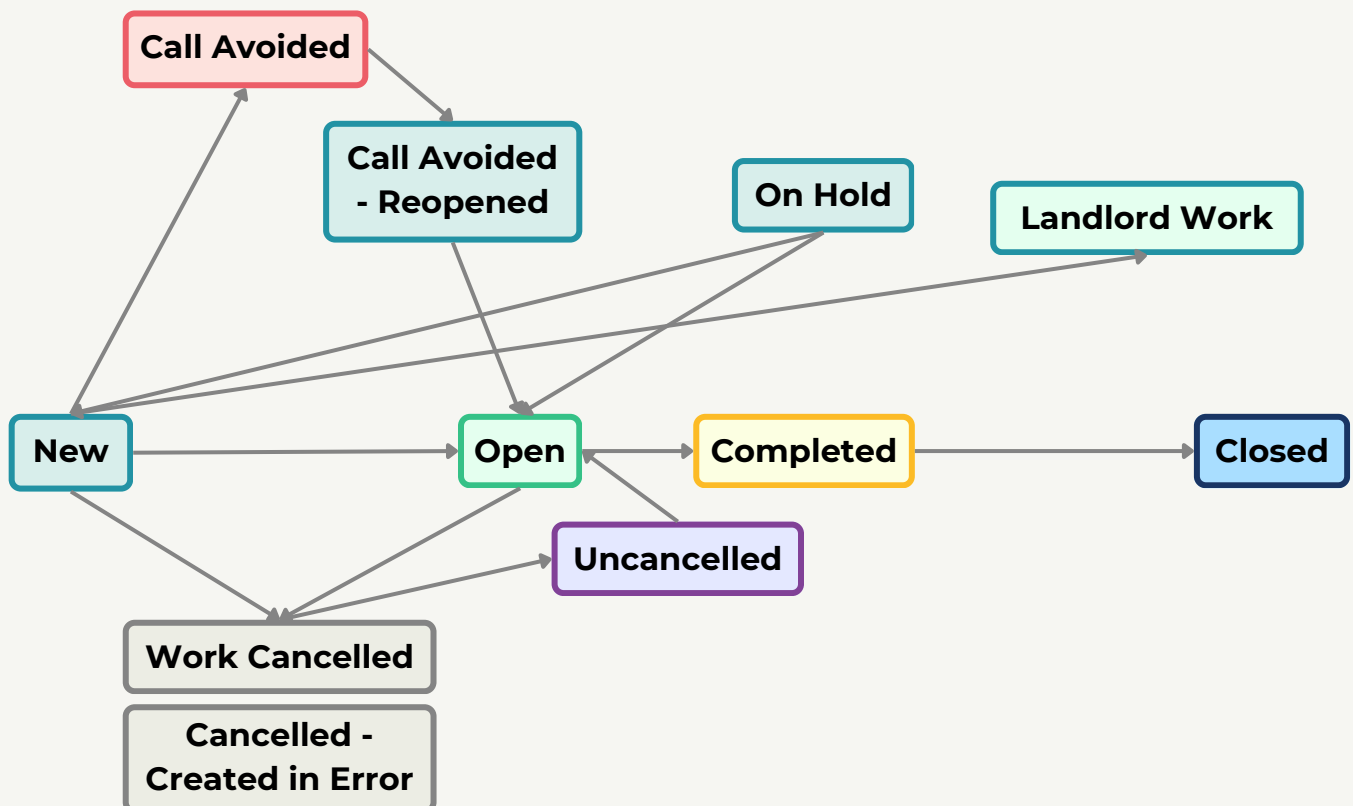 Call Avoided
Call Avoided
- Reopened
On Hold
Landlord Work
New
Open
Completed
Closed
Uncancelled
Work Cancelled
Cancelled -
Created in Error